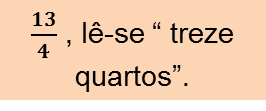 13/4 , lê-se “ treze
quartos”.